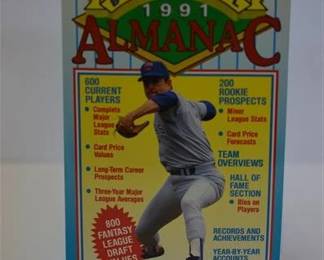 1991
ALMANAC
600
CURRENT
PLAYERS
• Complete
Major
League
Stats
• Card Price
Values
• Long-Term Career
Prospects
• Three-Year Major
League Averages
800
FANTASY
LEAGUE
DRAFT
VALUES
200
ROOKIE
PROSPECTS
• Minor
League Stats
• Card Price
Forecasts
TEAM
OVERVIEWS
HALL OF
FAME
SECTION
• Bios on
Players
RECORDS AND
ACHIEVEMENTS
YEAR-BY-YEAR
ACCOUNTS